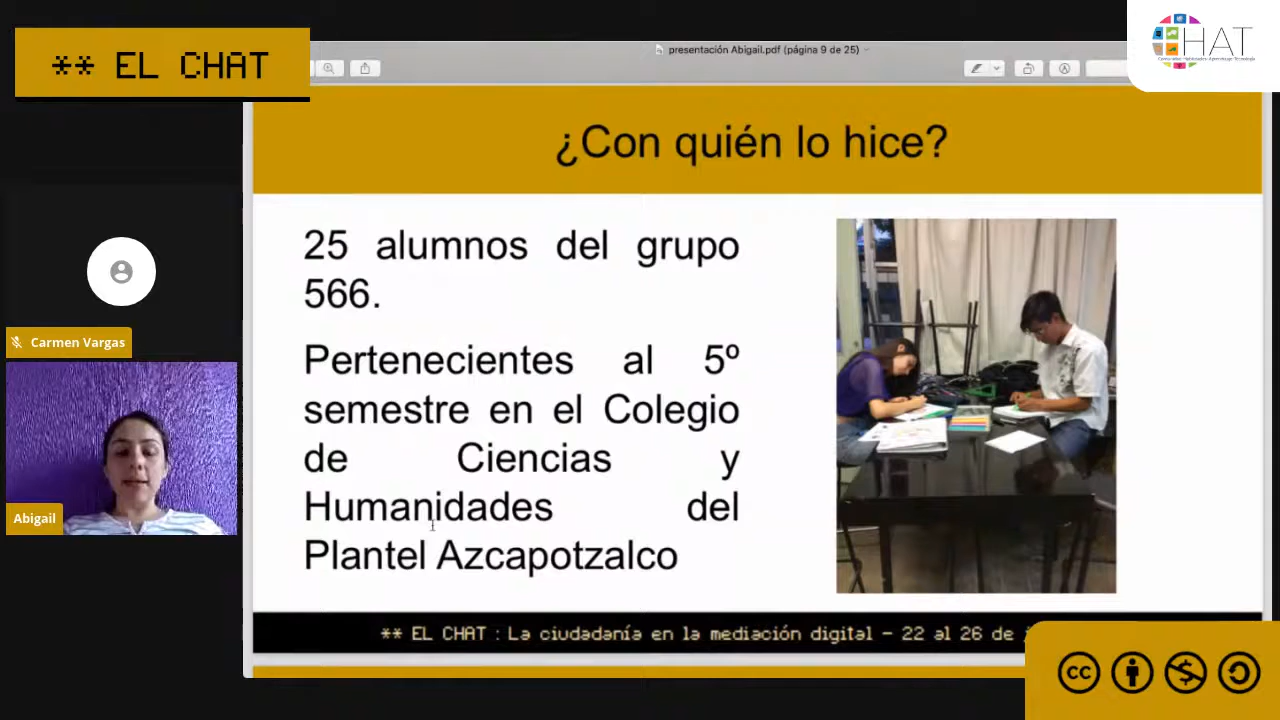 ** EL CHAT
presentación Abigail.pdf (página 9 de 25)
HAT
¿Con quién lo hice?
25 alumnos del grupo
566.
Pertenecientes al 5º
semestre en el Colegio
de Ciencias y
Humanidades del
Plantel Azcapotzalco
Carmen Vargas
Abigail
** EL CHAT : La ciudadanía en la mediación digital - 22 al 26 de
cc